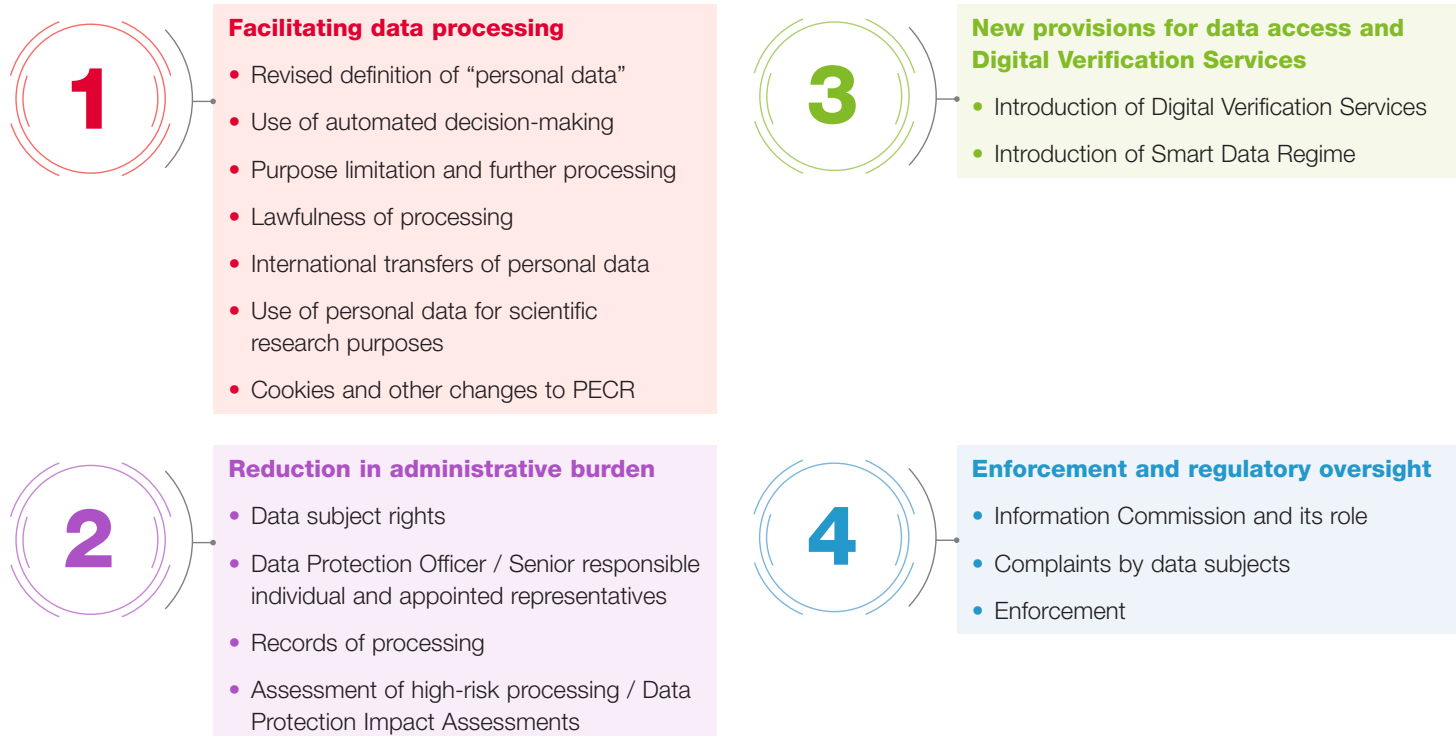 1
Facilitating data processing
• Revised definition of “personal data”
• Use of automated decision-making
• Purpose limitation and further processing
• Lawfulness of processing
• International transfers of personal data
• Use of personal data for scientific
research purposes
• Cookies and other changes to PECR
2
Reduction in administrative burden
• Data subject rights
• Data Protection Officer / Senior responsible
individual and appointed representatives
• Records of processing
• Assessment of high-risk processing / Data
Protection Impact Assessments
3
New provisions for data access and
Digital Verification Services
• Introduction of Digital Verification Services
• Introduction of Smart Data Regime
4
Enforcement and regulatory oversight
• Information Commission and its role
• Complaints by data subjects
• Enforcement